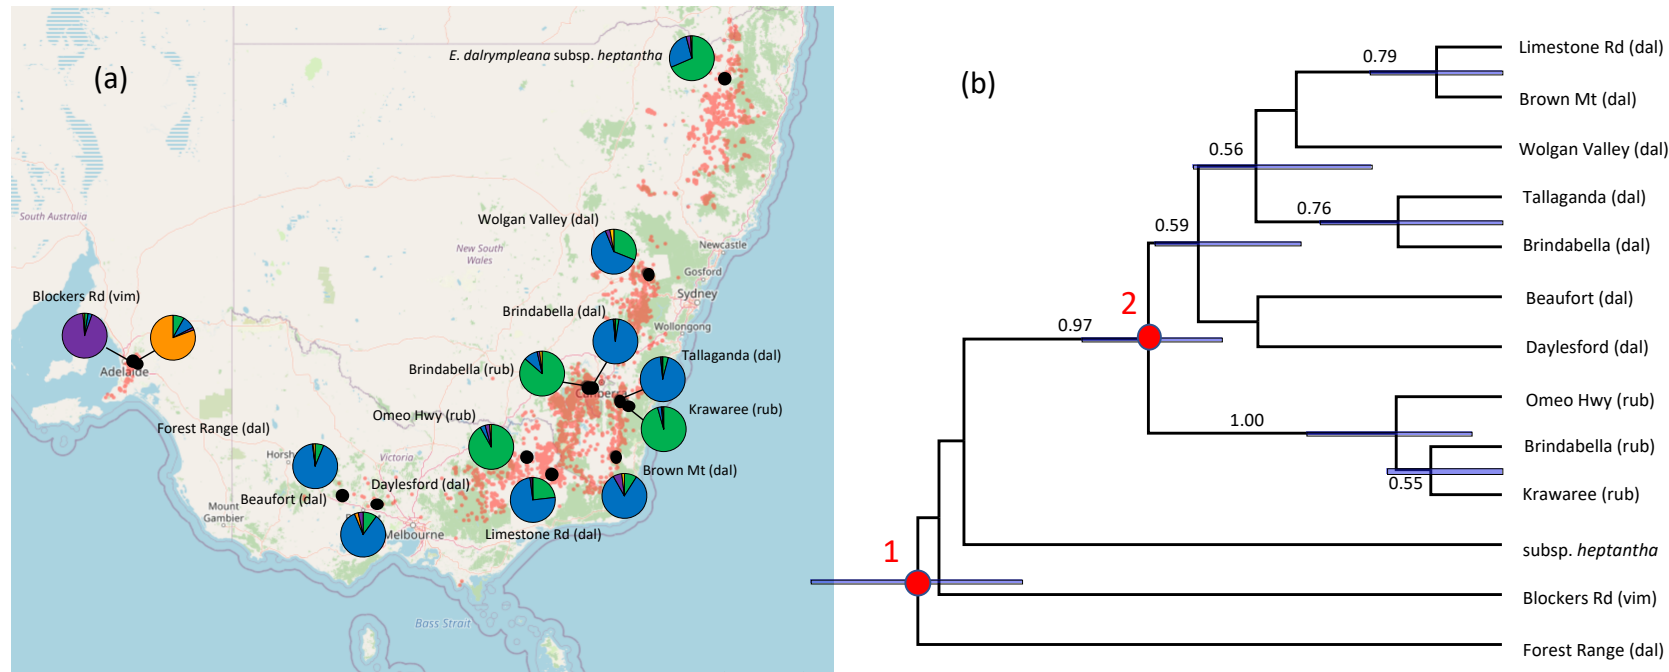 (a)
E. dalrympleana subsp. heptantha
South Australia
Wolgan Valley (dal)
New South
Wales
Newcastle
Gosford
Sydney
Blockers Rd (vim)
Brindabella (dal)
Wollongong
Tallaganda (dal)
Adelaide
Brindabella (rub)
Canberra
Krawaree (rub)
Omeo Hwy (rub)
Forest Range (dal)
Horsh
Victoria
Brown Mt (dal)
Daylesford (dal)
Beaufort (dal)
Mount
Gambier
Melbourne
Limestone Rd (dal)
Bass Strait
(b)
0.79
Limestone Rd (dal)
Brown Mt (dal)
0.56
Wolgan Valley (dal)
0.76
Tallaganda (dal)
0.59
Brindabella (dal)
2
Beaufort (dal)
0.97
Daylesford (dal)
1.00
Omeo Hwy (rub)
Brindabella (rub)
0.55
Krawaree (rub)
1
subsp. heptantha
Blockers Rd (vim)
Forest Range (dal)